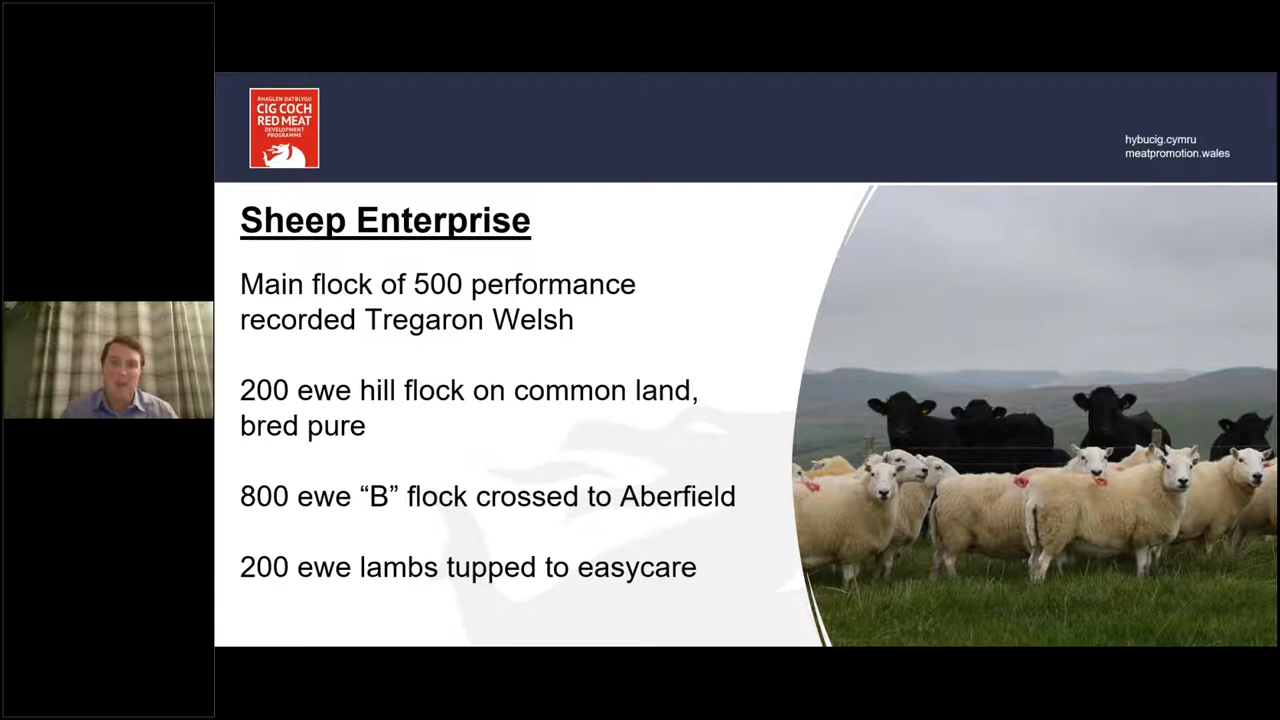 RHAGLEN DATBLYGU
CIG COCH
RED MEAT
DEVELOPMENT
PROGRAMME
hybucig.cymru
meatpromotion.wales
Sheep Enterprise
Main flock of 500 performance
recorded Tregaron Welsh
200 ewe hill flock on common land,
bred pure
800 ewe “B” flock crossed to Aberfield
200 ewe lambs tupped to easycare